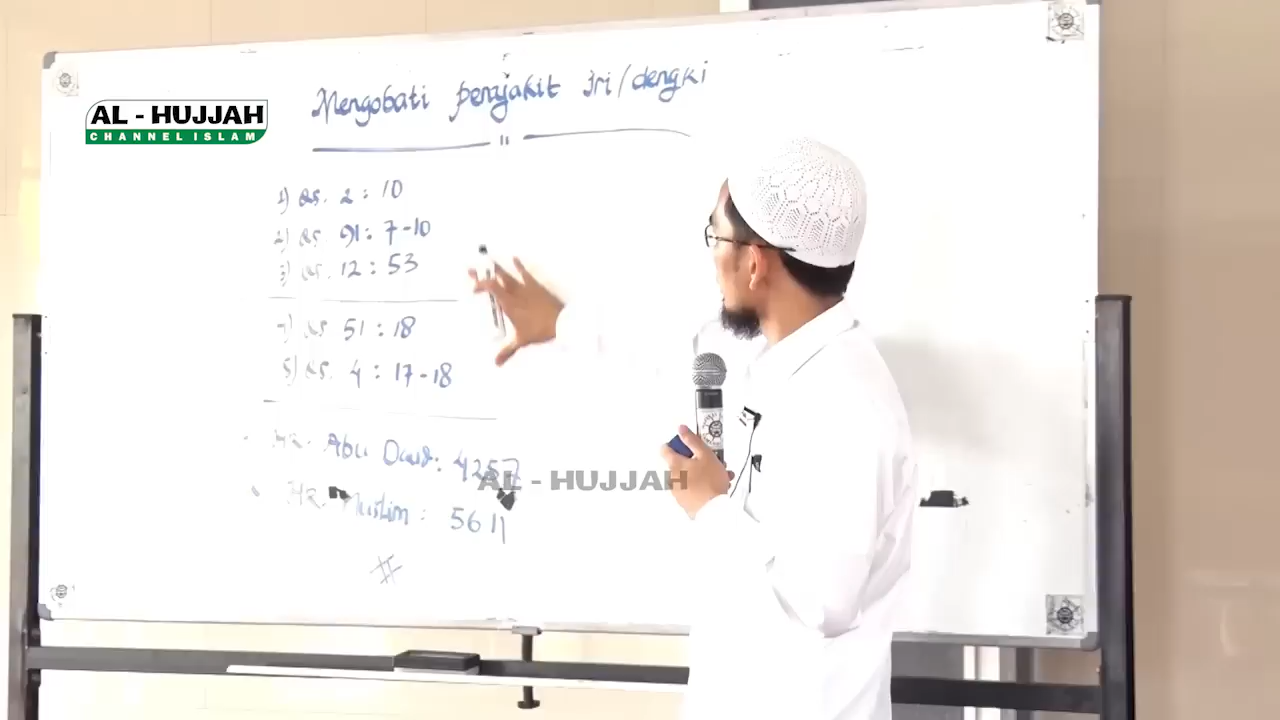 AL - HUJJAH
CHANNEL ISLAM
Mengobati penyakit iri/dengki
1) QS. 2 : 10
2) QS. 91 : 7-10
3) QS. 12 : 53
QS 51 : 18
5) QS. 4 : 17-18
HR. Abu Daud : 4257
AL - HUJJAH
HR. Muslim : 5611